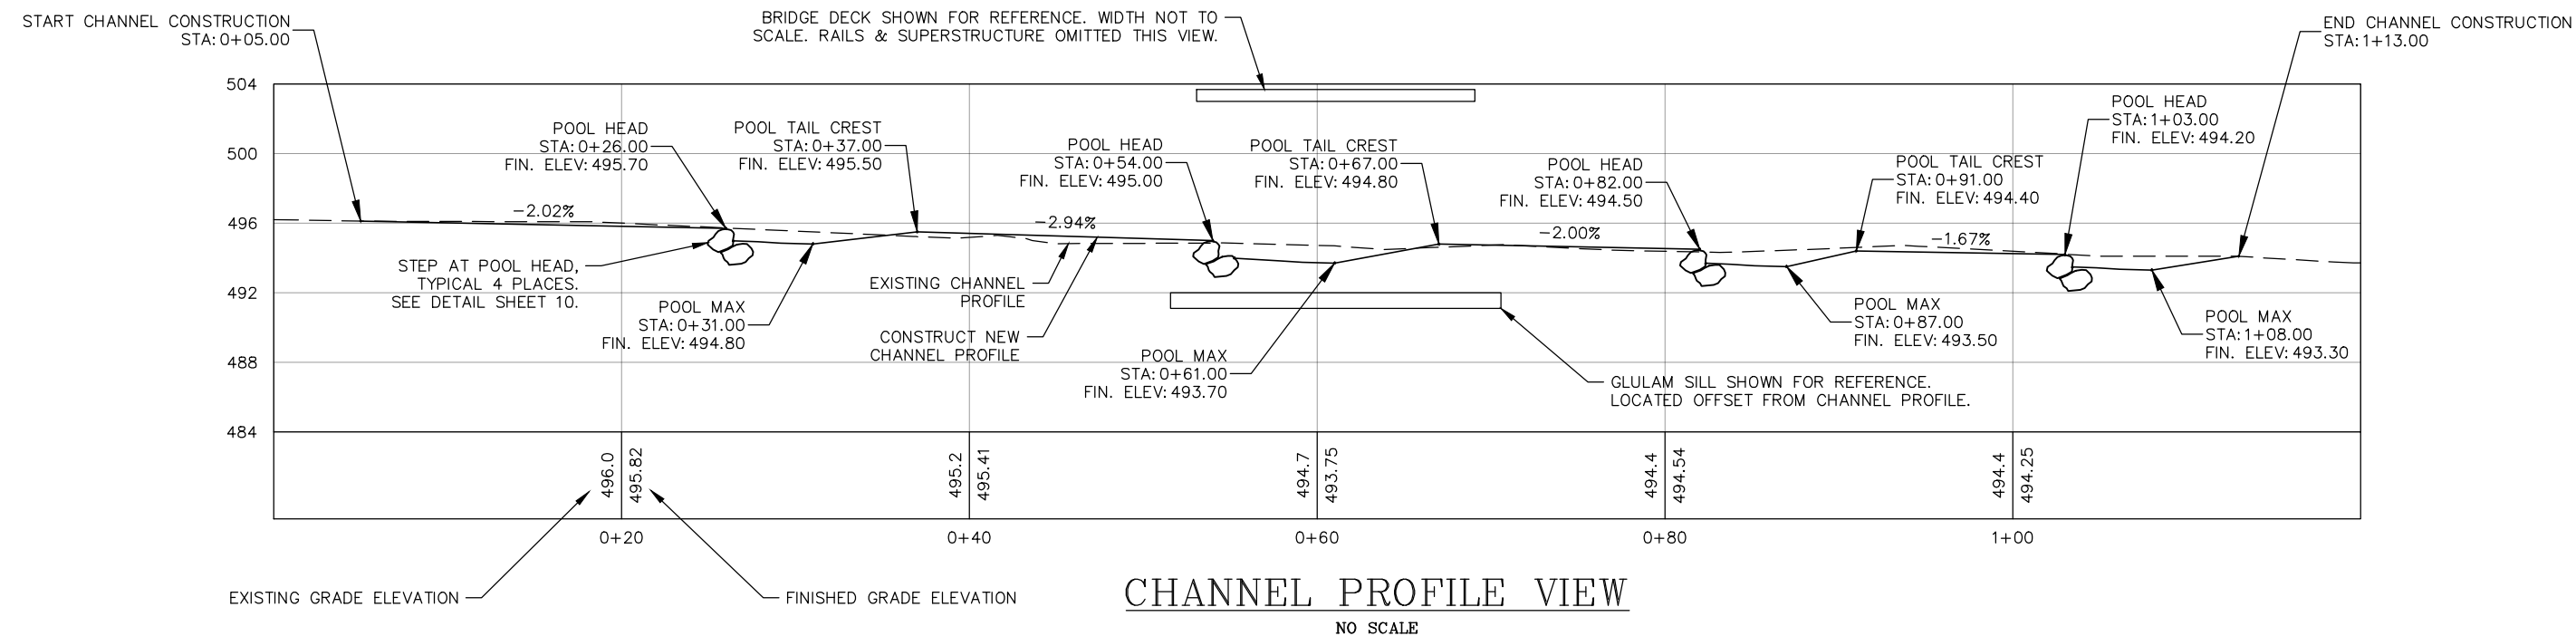 START CHANNEL CONSTRUCTION
STA: 0+05.00
BRIDGE DECK SHOWN FOR REFERENCE. WIDTH NOT TO
SCALE. RAILS & SUPERSTRUCTURE OMITTED THIS VIEW.
END CHANNEL CONSTRUCTION
STA: 1+13.00
504
500
496
492
488
484
POOL HEAD
STA: 0+26.00
FIN. ELEV: 495.70
POOL TAIL CREST
STA: 0+37.00
FIN. ELEV: 495.50
POOL HEAD
STA: 0+54.00
FIN. ELEV: 495.00
POOL TAIL CREST
STA: 0+67.00
FIN. ELEV: 494.80
POOL HEAD
STA: 0+82.00
FIN. ELEV: 494.50
POOL TAIL CREST
STA: 0+91.00
FIN. ELEV: 494.40
POOL HEAD
STA: 1+03.00
FIN. ELEV: 494.20
-2.02%
-2.94%
-2.00%
-1.67%
STEP AT POOL HEAD,
TYPICAL 4 PLACES.
SEE DETAIL SHEET 10.
POOL MAX
STA: 0+31.00
FIN. ELEV: 494.80
EXISTING CHANNEL
PROFILE
CONSTRUCT NEW
CHANNEL PROFILE
POOL MAX
STA: 0+61.00
FIN. ELEV: 493.70
GLULAM SILL SHOWN FOR REFERENCE.
LOCATED OFFSET FROM CHANNEL PROFILE.
POOL MAX
STA: 0+87.00
FIN. ELEV: 493.50
POOL MAX
STA: 1+08.00
FIN. ELEV: 493.30
496.0
495.82
495.2
495.41
494.7
493.75
494.4
494.54
494.4
494.25
0+20
0+40
0+60
0+80
1+00
EXISTING GRADE ELEVATION
FINISHED GRADE ELEVATION
CHANNEL PROFILE VIEW
NO SCALE